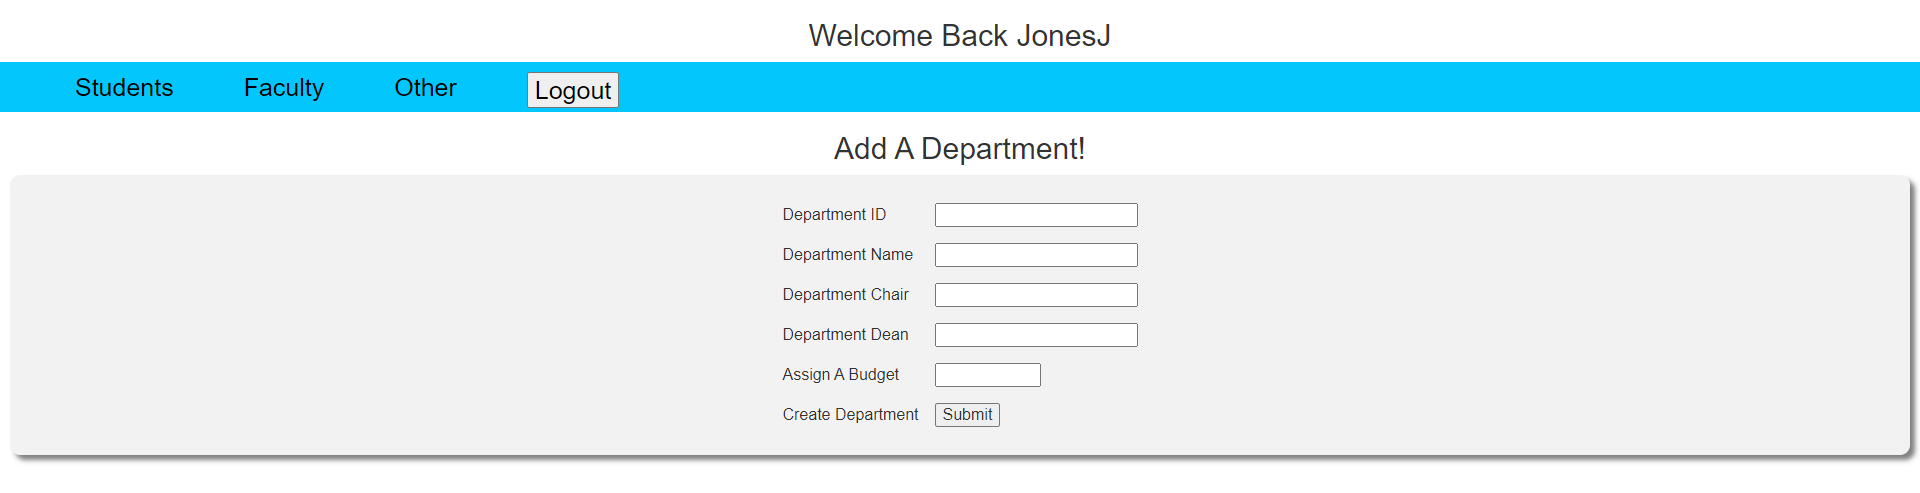 Welcome Back JonesJ
Students Faculty Other Logout
Add A Department!
Department ID
Department Name
Department Chair
Department Dean
Assign A Budget
Create Department Submit